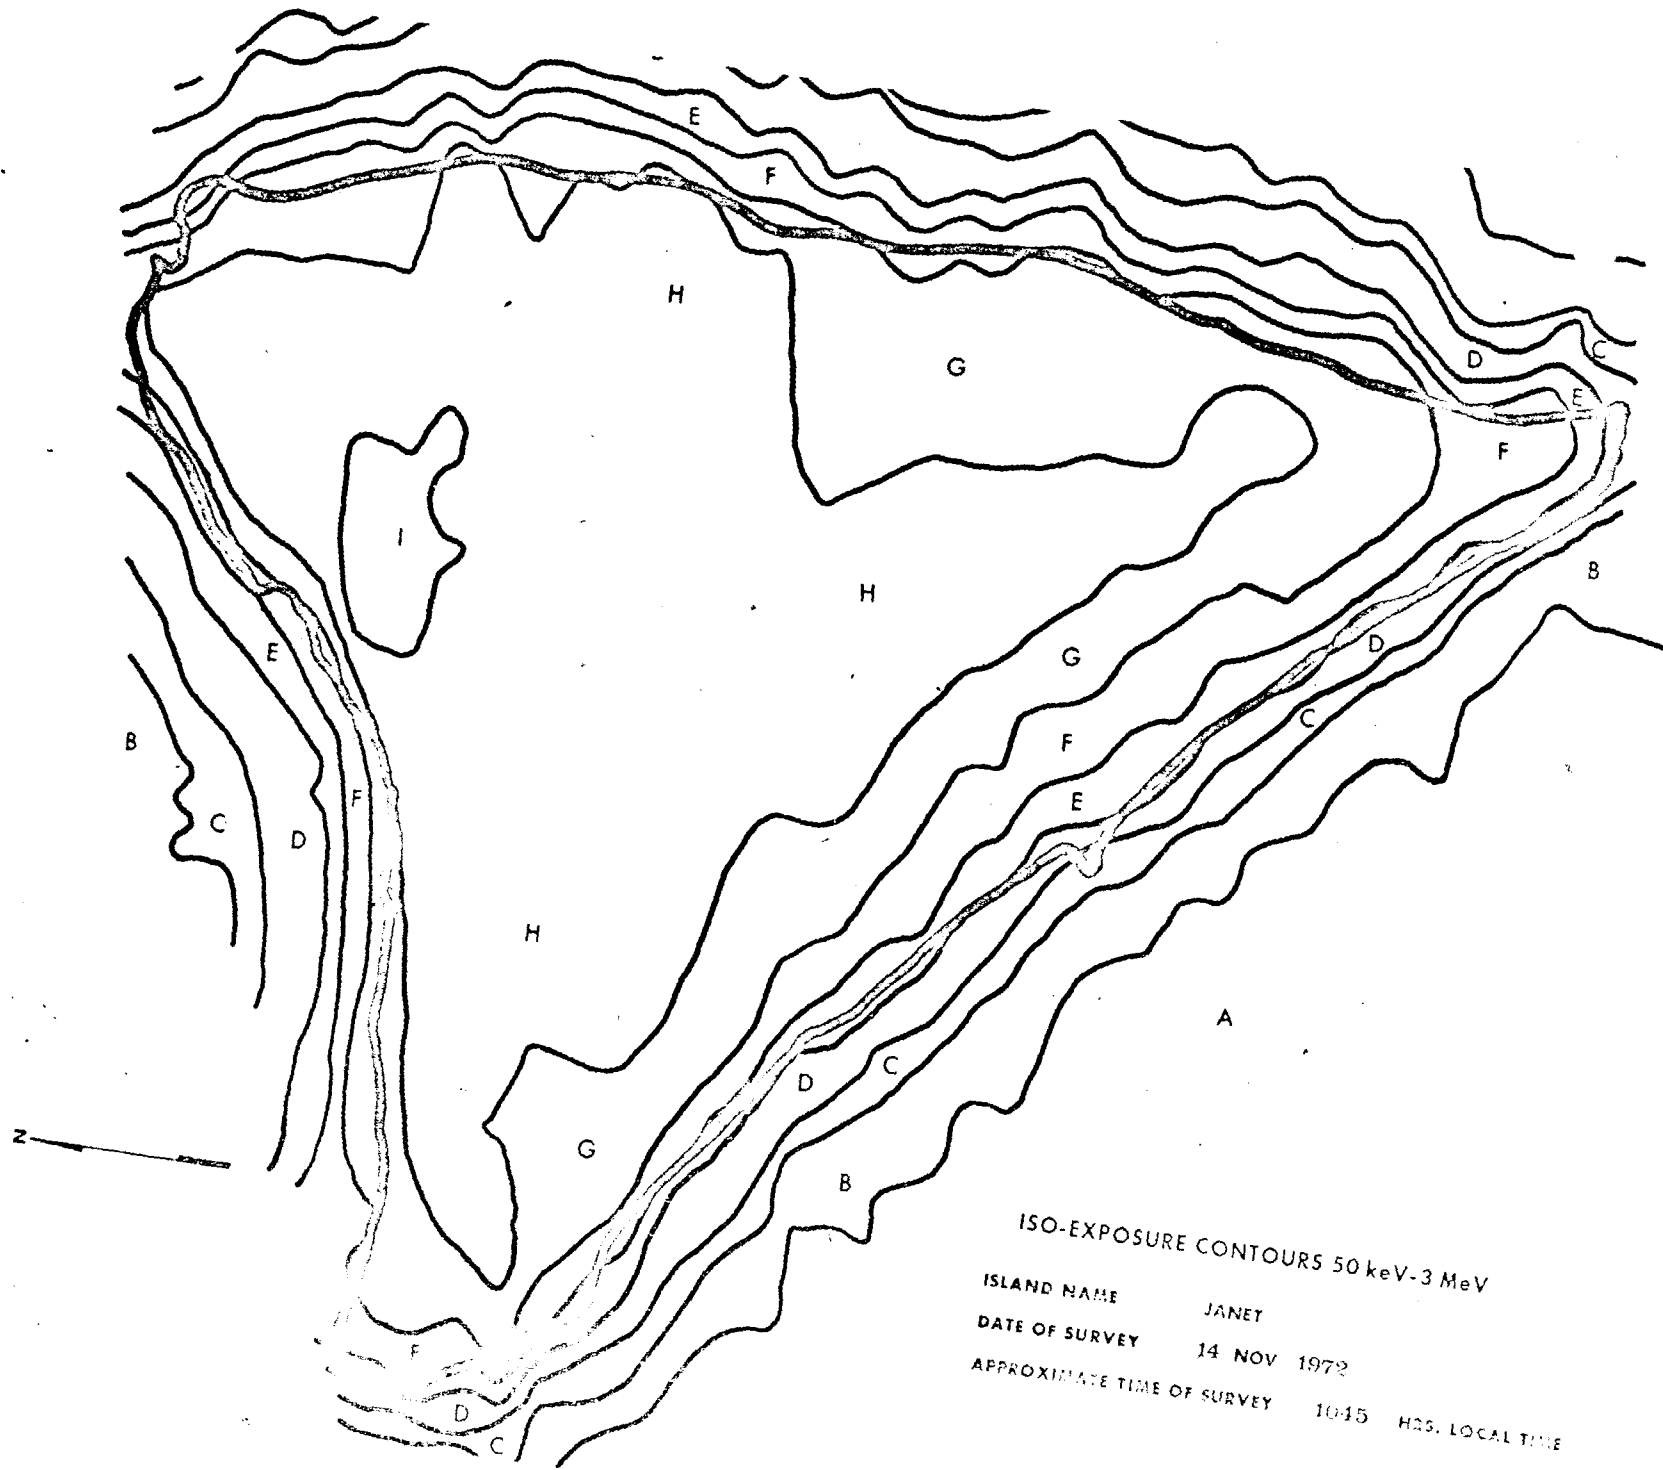 E
F
H
G
D
C
E
F
I
H
B
E
G
D
C
B
F
F
E
C
D
H
A
C
D
N
G
B
ISO-EXPOSURE CONTOURS 50 keV-3 MeV
ISLAND NAME JANET
DATE OF SURVEY 14 NOV 1972
APPROXIMATE TIME OF SURVEY 1045 HRS. LOCAL TIME
F
D
C